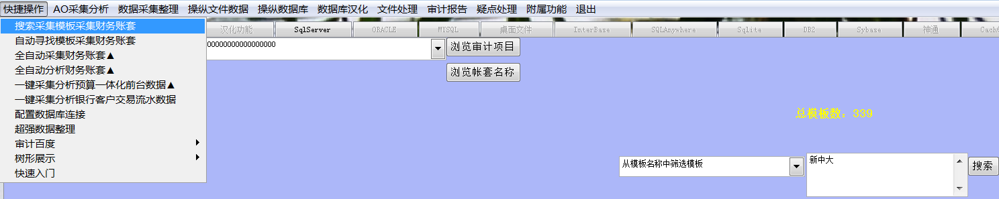 快捷操作 AO采集分析 数据采集整理 操纵文件数据 操纵数据库 数据库汉化 文件处理 审计报告 疑点处理 附属功能 退出
搜索采集模板采集财务账套
自动寻找模板采集财务账套
全自动采集财务账套▲
全自动分析财务账套▲
一键采集分析预算一体化前台数据▲
一键采集分析银行客户交易流水数据
配置数据库连接
超强数据整理
审计百度
树形展示
快速入门
汉化功能 SqlServer ORACLE MYSQL 桌面文件 InterBase SQLAnywhere Sqlite DB2 Sybase 神通
00000000000000000 浏览审计项目
浏览帐套名称
总模板数：339
从模板名称中筛选模板 新中大 搜索